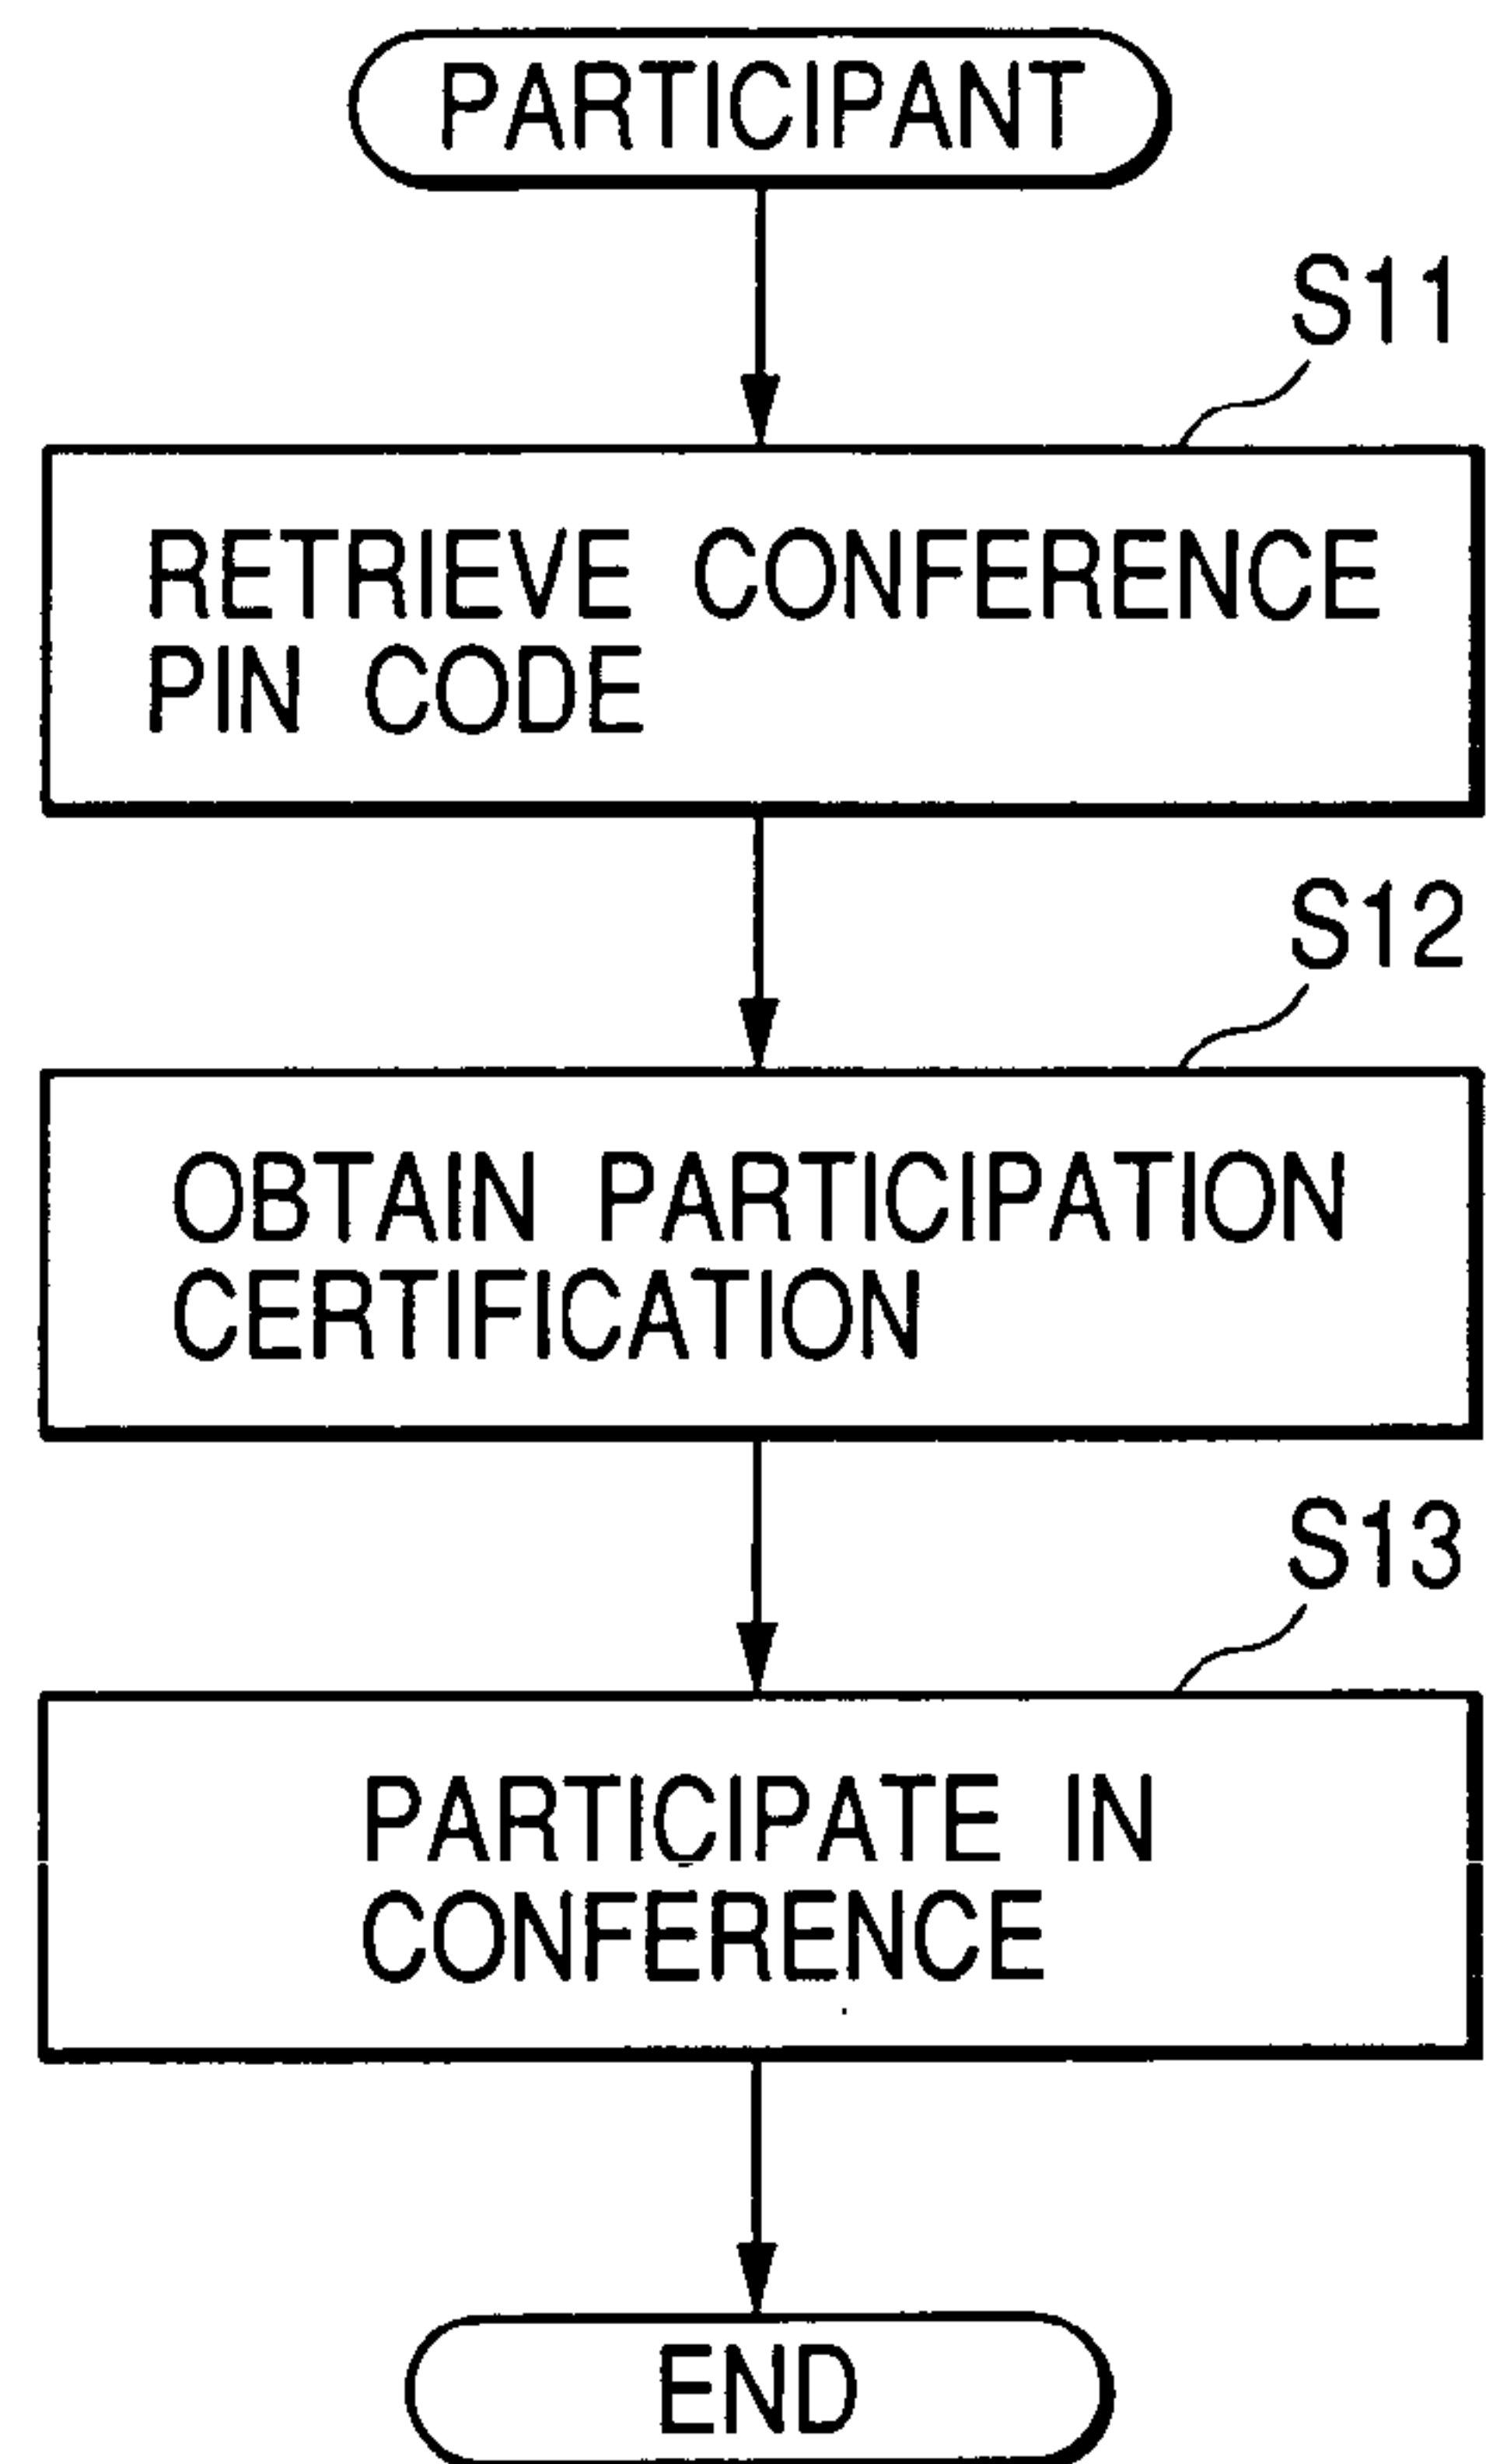 PARTICIPANT
S11
RETRIEVE CONFERENCE
PIN CODE
S12
OBTAIN PARTICIPATION
CERTIFICATION
S13
PARTICIPATE IN
CONFERENCE
END